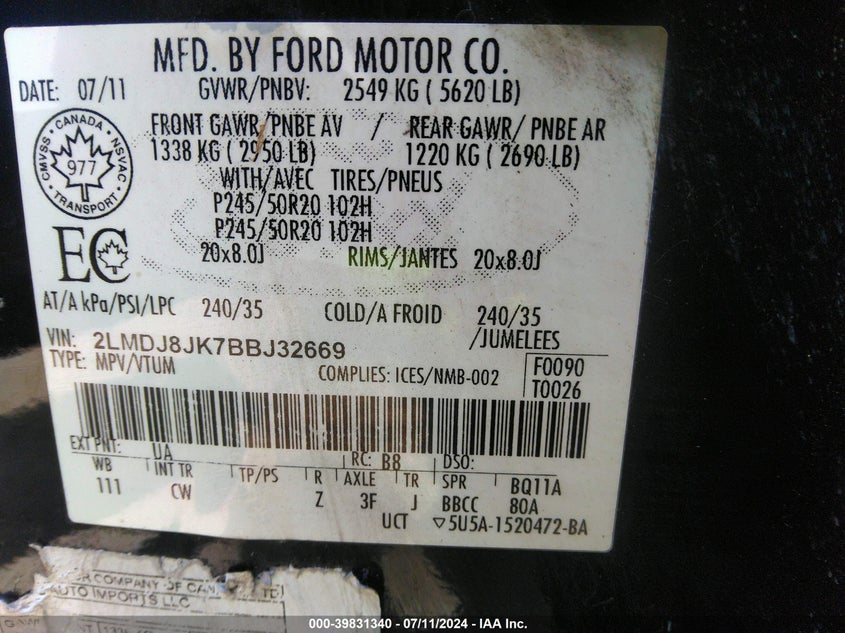 MFD. BY FORD MOTOR CO.
DATE: 07/11 GVWR/PNBV: 2549 KG ( 5620 LB)
FRONT GAWR/PNBE AV / REAR GAWR/ PNBE AR
1338 KG ( 2950 LB) 1220 KG ( 2690 LB)
WITH/AVEC TIRES/PNEUS
P245/50R20 102H
P245/50R20 102H
20x8.0J RIMS/JANTES 20x8.0J
CANADA
CMVSS NSVAC
977
TRANSPORT
EC
AT/A kPa/PSI/LPC 240/35 COLD/A FROID 240/35
VIN: 2LMDJ8JK7BBJ32669 /JUMELEES
TYPE: MPV/VTUM COMPLIES: ICES/NMB-002 F0090
T0026
EXT PNT: UA RC: B8 DSO:
WB INT TR TP/PS R AXLE TR SPR BQ11A
111 CW Z 3F J BBCC 80A
UCT ▽5U5A-1520472-BA
COMPANY OF
AUTO IMPORTS LLC
000-39831340 - 07/11/2024 - IAA Inc.